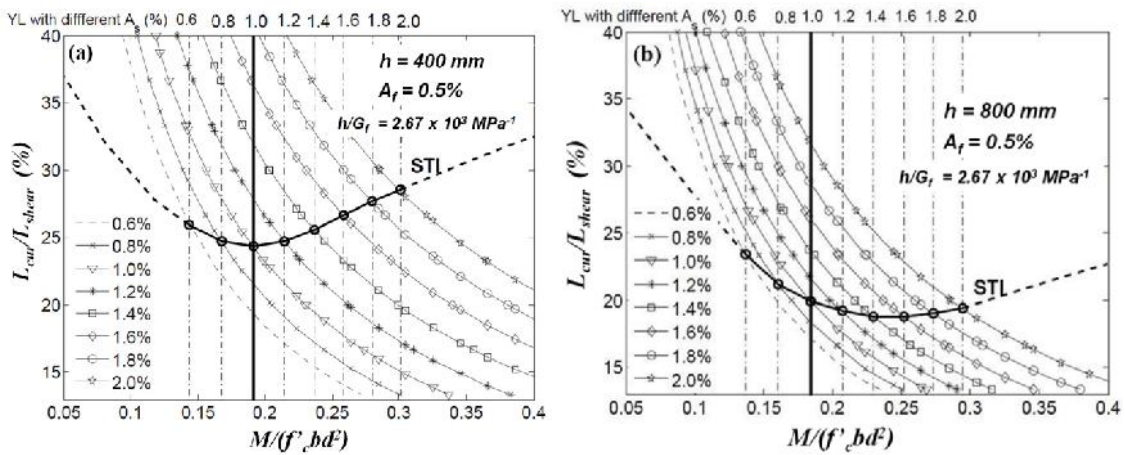 YL with diffferent A_s (%) 0.6 0.8 1.0 1.2 1.4 1.6 1.8 2.0
(a)
h = 400 mm
A_f = 0.5%
h/G_f = 2.67 x 10³ MPa⁻¹
STL
0.6%
0.8%
1.0%
1.2%
1.4%
1.6%
1.8%
2.0%
40
35
30
25
20
15
L_cur/L_shear (%)
0.05 0.1 0.15 0.2 0.25 0.3 0.35 0.4
M/(f'_c bd²)
YL with diffferent A_s (%) 0.6 0.8 1.0 1.2 1.4 1.6 1.8 2.0
(b)
h = 800 mm
A_f = 0.5%
h/G_f = 2.67 x 10³ MPa⁻¹
STL
0.6%
0.8%
1.0%
1.2%
1.4%
1.6%
1.8%
2.0%
40
35
30
25
20
15
L_cur/L_shear (%)
0.05 0.1 0.15 0.2 0.25 0.3 0.35 0.4
M/(f'_c bd²)